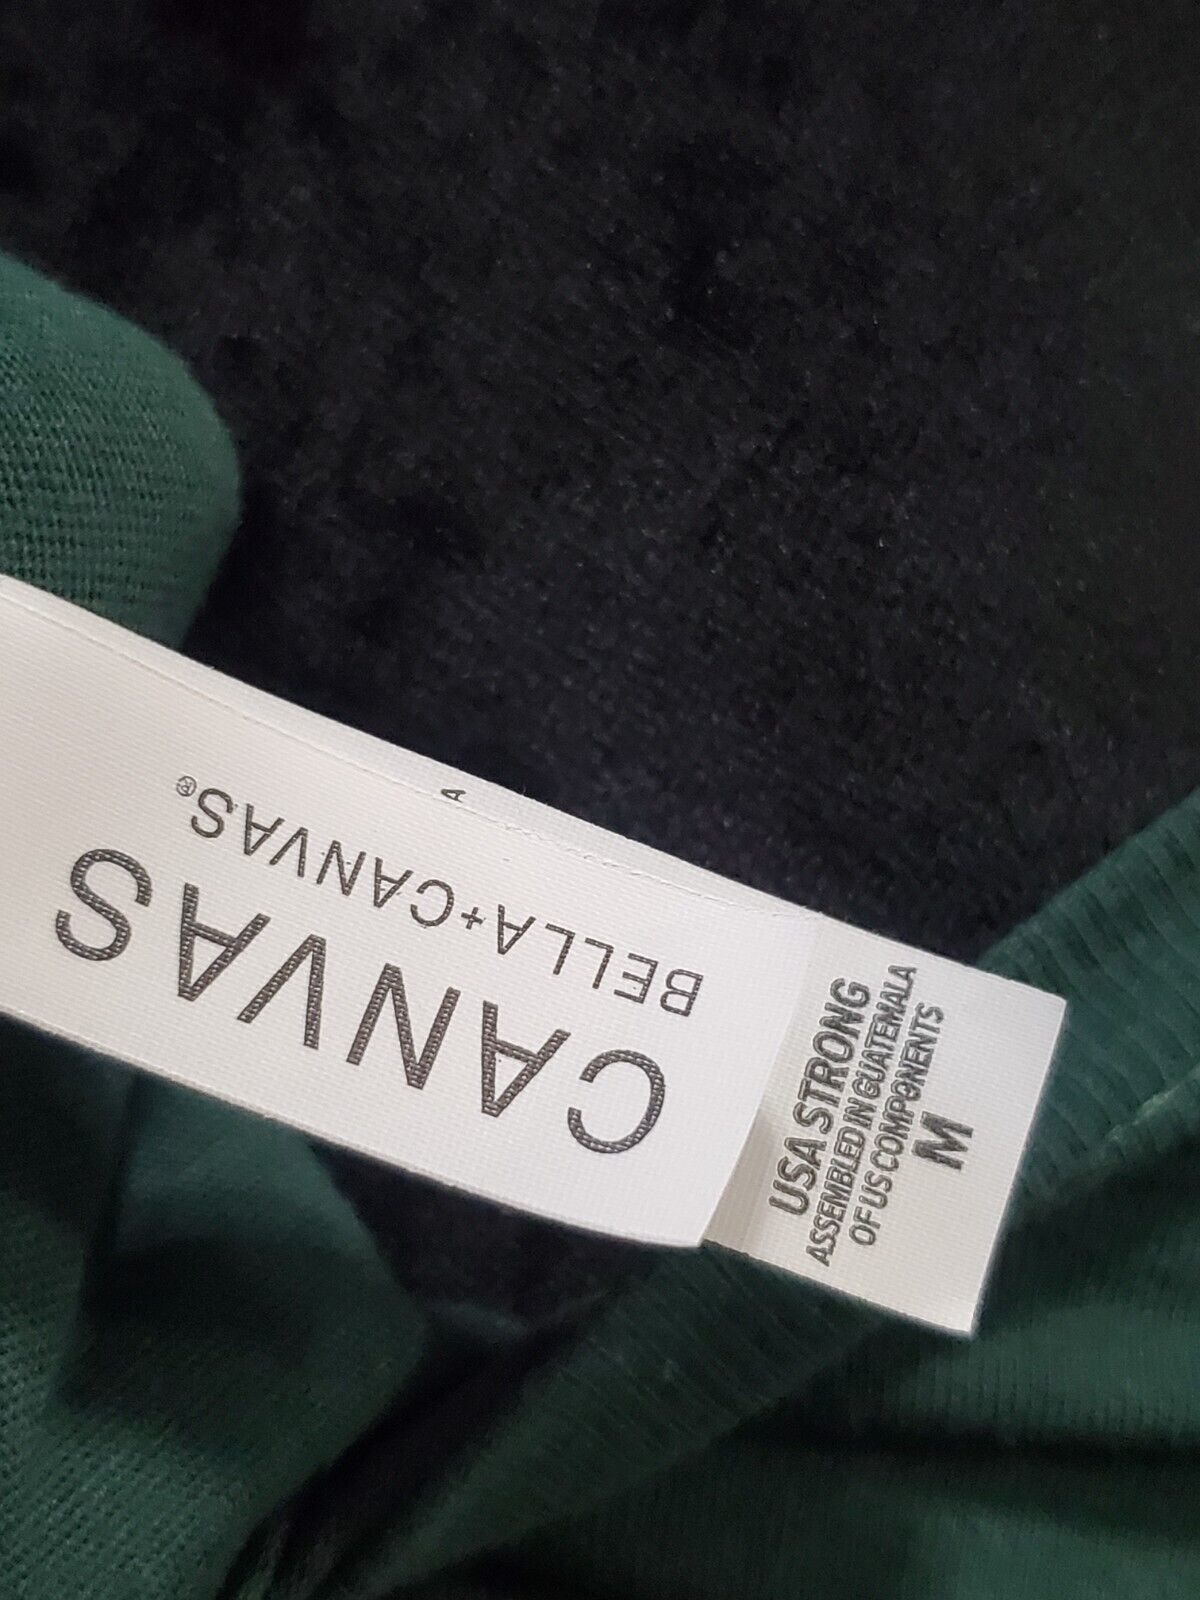 CANVAS
BELLA+CANVAS®
A
USA STRONG
ASSEMBLED IN GUATEMALA
OF US COMPONENTS
M